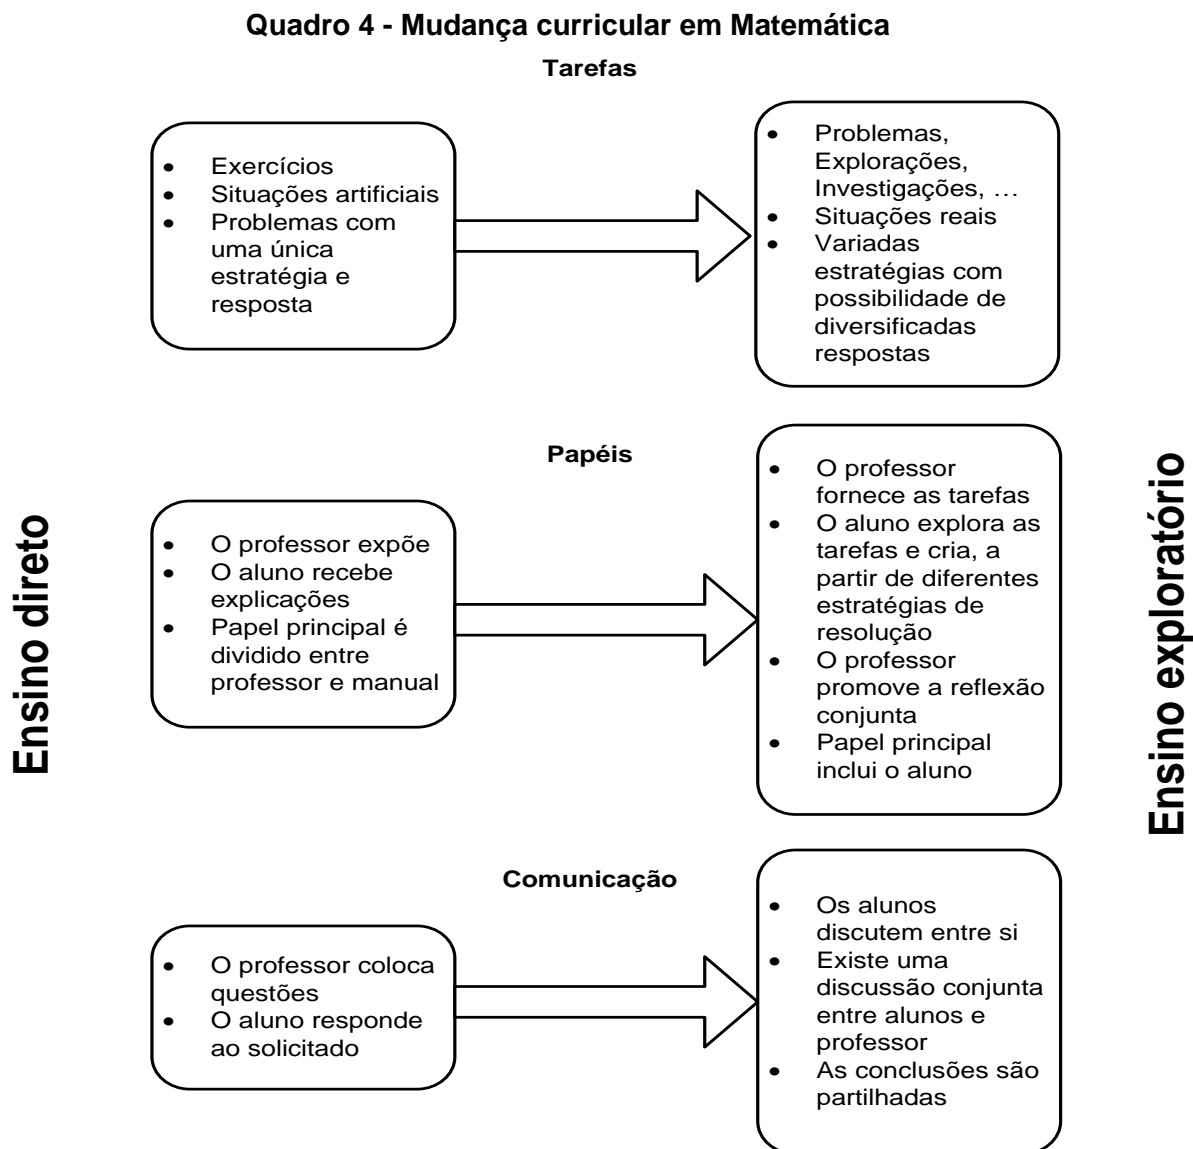 Quadro 4 - Mudança curricular em Matemática
Tarefas
• Exercícios
• Situações artificiais
• Problemas com
uma única
estratégia e
resposta
• Problemas,
Explorações,
Investigações, …
• Situações reais
• Variadas
estratégias com
possibilidade de
diversificadas
respostas
Ensino direto
Papéis
• O professor expõe
• O aluno recebe
explicações
• Papel principal é
dividido entre
professor e manual
• O professor
fornece as tarefas
• O aluno explora as
tarefas e cria, a
partir de diferentes
estratégias de
resolução
• O professor
promove a reflexão
conjunta
• Papel principal
inclui o aluno
Ensino exploratório
Comunicação
• O professor coloca
questões
• O aluno responde
ao solicitado
• Os alunos
discutem entre si
• Existe uma
discussão conjunta
entre alunos e
professor
• As conclusões são
partilhadas